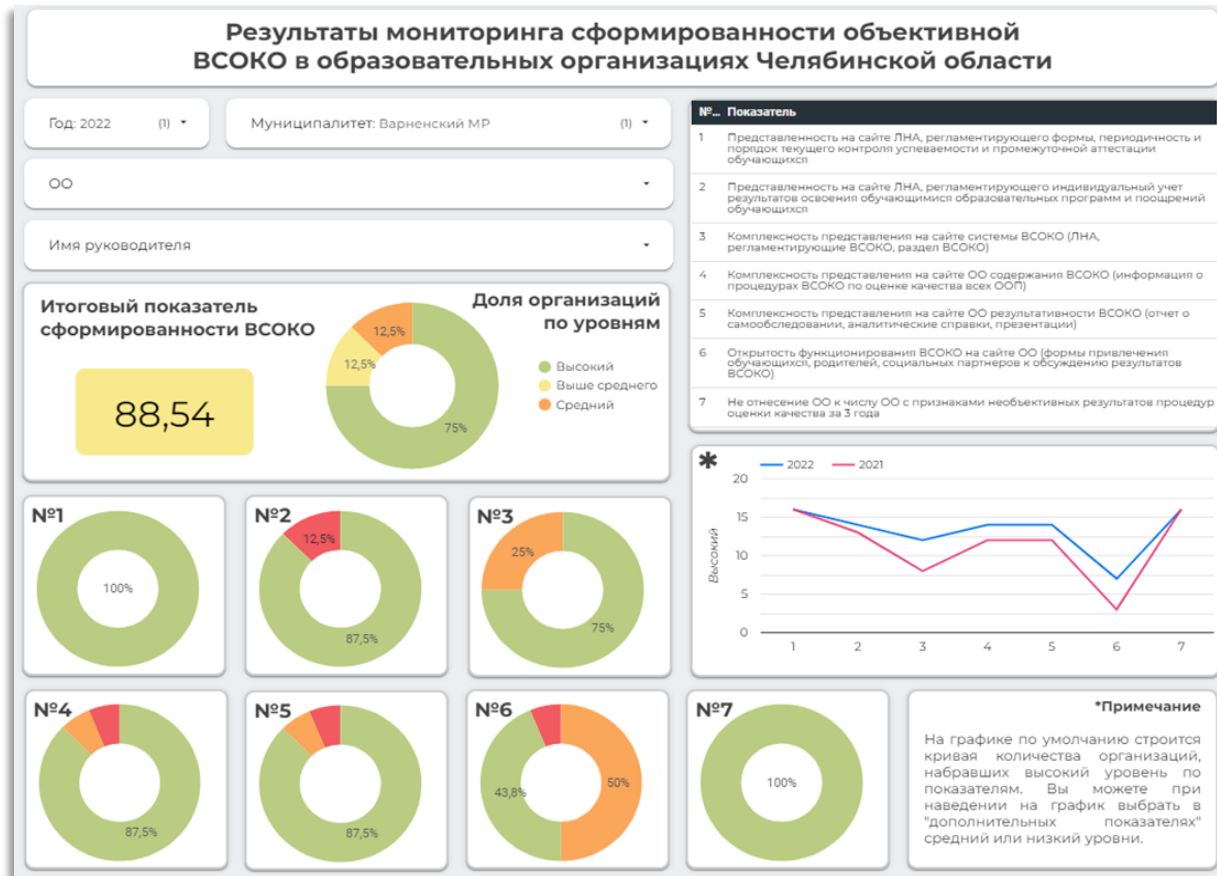 Результаты мониторинга сформированности объективной
ВСОКО в образовательных организациях Челябинской области
Год: 2022 (1)
Муниципалитет: Варненский МР (1)
ОО
Имя руководителя
№... Показатель
1 Представленность на сайте ЛНА, регламентирующего формы, периодичность и
порядок текущего контроля успеваемости и промежуточной аттестации
обучающихся
2 Представленность на сайте ЛНА, регламентирующего индивидуальный учет
результатов освоения обучающимися образовательных программ и поощрений
обучающихся
3 Комплексность представления на сайте системы ВСОКО (ЛНА,
регламентирующие ВСОКО, раздел ВСОКО)
4 Комплексность представления на сайте ОО содержания ВСОКО (информация о
процедурах ВСОКО по оценке качества всех ООП)
5 Комплексность представления на сайте ОО результативности ВСОКО (отчет о
самообследовании, аналитические справки, презентации)
6 Открытость функционирования ВСОКО на сайте ОО (формы привлечения
обучающихся, родителей, социальных партнеров к обсуждению результатов
ВСОКО)
7 Не отнесение ОО к числу ОО с признаками необъективных результатов процедур
оценки качества за 3 года
Итоговый показатель
сформированности ВСОКО
88,54
Доля организаций
по уровням
12,5%
12,5%
75%
Высокий
Выше среднего
Средний
*
2022 2021
Высокий
20
15
10
5
0
1 2 3 4 5 6 7
№1
100%
№2
12,5%
87,5%
№3
25%
75%
№4
87,5%
№5
87,5%
№6
43,8%
50%
№7
100%
*Примечание
На графике по умолчанию строится
кривая количества организаций,
набравших высокий уровень по
показателям. Вы можете при
наведении на график выбрать в
"дополнительных показателях"
средний или низкий уровни.